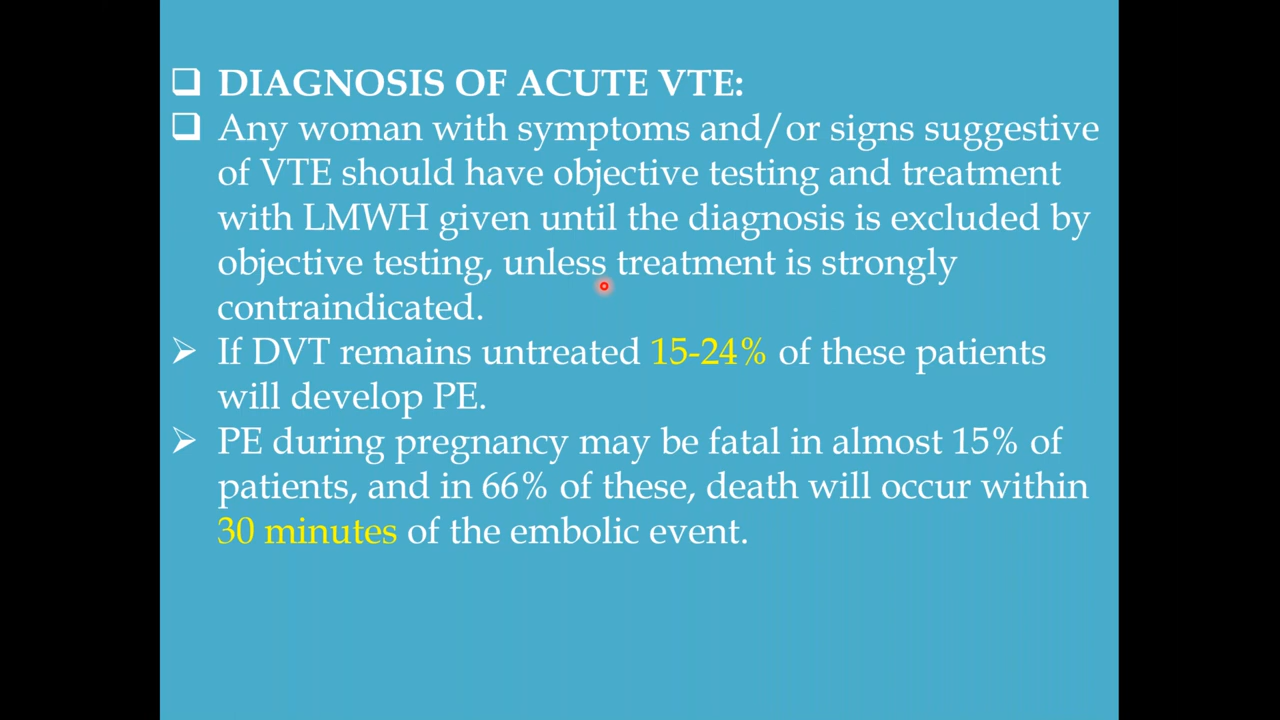 ❑ DIAGNOSIS OF ACUTE VTE:
❑ Any woman with symptoms and/or signs suggestive
of VTE should have objective testing and treatment
with LMWH given until the diagnosis is excluded by
objective testing, unless treatment is strongly
contraindicated.
➢ If DVT remains untreated 15-24% of these patients
will develop PE.
➢ PE during pregnancy may be fatal in almost 15% of
patients, and in 66% of these, death will occur within
30 minutes of the embolic event.